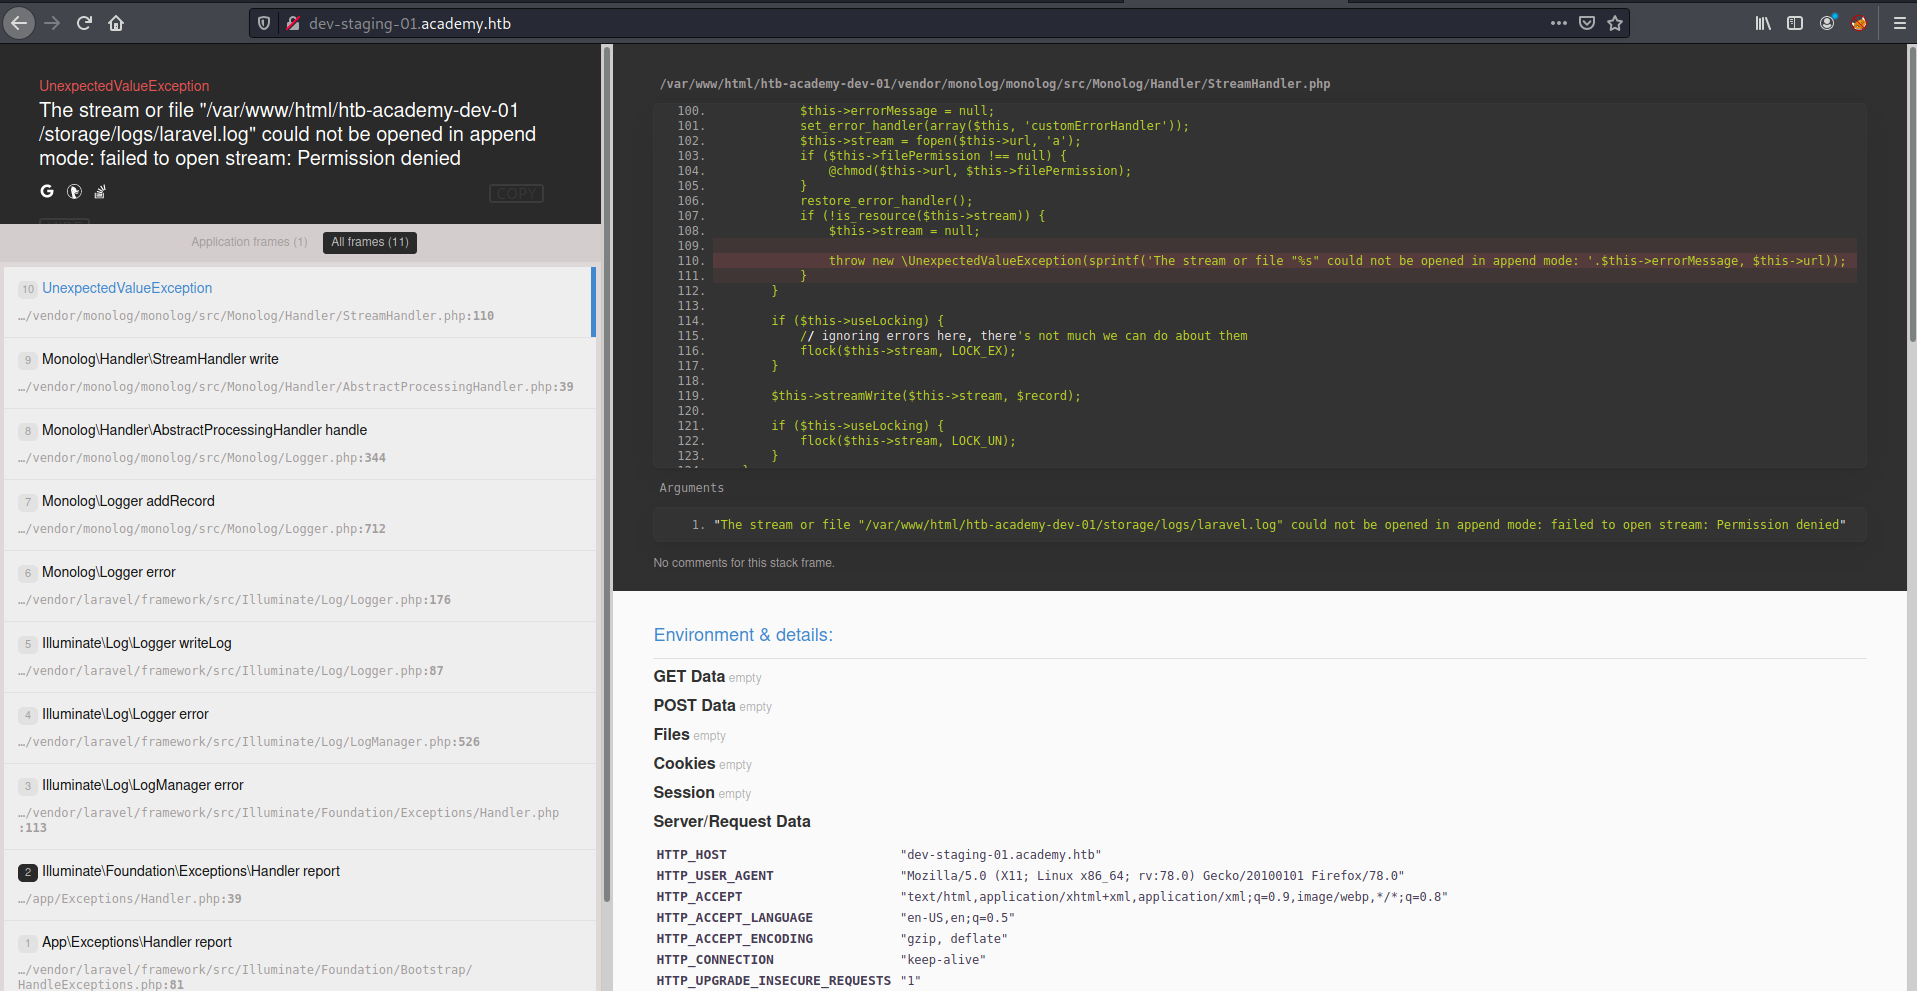 dev-staging-01.academy.htb
UnexpectedValueException
The stream or file "/var/www/html/htb-academy-dev-01
/storage/logs/laravel.log" could not be opened in append
mode: failed to open stream: Permission denied
G
COPY
Application frames (1) All frames (11)
10 UnexpectedValueException
…/vendor/monolog/monolog/src/Monolog/Handler/StreamHandler.php:110
9 Monolog\Handler\StreamHandler write
…/vendor/monolog/monolog/src/Monolog/Handler/AbstractProcessingHandler.php:39
8 Monolog\Handler\AbstractProcessingHandler handle
…/vendor/monolog/monolog/src/Monolog/Logger.php:344
7 Monolog\Logger addRecord
…/vendor/monolog/monolog/src/Monolog/Logger.php:712
6 Monolog\Logger error
…/vendor/laravel/framework/src/Illuminate/Log/Logger.php:176
5 Illuminate\Log\Logger writeLog
…/vendor/laravel/framework/src/Illuminate/Log/Logger.php:87
4 Illuminate\Log\Logger error
…/vendor/laravel/framework/src/Illuminate/Log/LogManager.php:526
3 Illuminate\Log\LogManager error
…/vendor/laravel/framework/src/Illuminate/Foundation/Exceptions/Handler.php
:113
2 Illuminate\Foundation\Exceptions\Handler report
…/app/Exceptions/Handler.php:39
1 App\Exceptions\Handler report
…/vendor/laravel/framework/src/Illuminate/Foundation/Bootstrap/
HandleExceptions.php:81
/var/www/html/htb-academy-dev-01/vendor/monolog/monolog/src/Monolog/Handler/StreamHandler.php
100. $this->errorMessage = null;
101. set_error_handler(array($this, 'customErrorHandler'));
102. $this->stream = fopen($this->url, 'a');
103. if ($this->filePermission !== null) {
104. @chmod($this->url, $this->filePermission);
105. }
106. restore_error_handler();
107. if (!is_resource($this->stream)) {
108. $this->stream = null;
109.
110. throw new \UnexpectedValueException(sprintf('The stream or file "%s" could not be opened in append mode: '.$this->errorMessage, $this->url));
111. }
112. }
113.
114. if ($this->useLocking) {
115. // ignoring errors here, there's not much we can do about them
116. flock($this->stream, LOCK_EX);
117. }
118.
119. $this->streamWrite($this->stream, $record);
120.
121. if ($this->useLocking) {
122. flock($this->stream, LOCK_UN);
123. }
Arguments
1. "The stream or file "/var/www/html/htb-academy-dev-01/storage/logs/laravel.log" could not be opened in append mode: failed to open stream: Permission denied"
No comments for this stack frame.
Environment & details:
GET Data empty
POST Data empty
Files empty
Cookies empty
Session empty
Server/Request Data
HTTP_HOST "dev-staging-01.academy.htb"
HTTP_USER_AGENT "Mozilla/5.0 (X11; Linux x86_64; rv:78.0) Gecko/20100101 Firefox/78.0"
HTTP_ACCEPT "text/html,application/xhtml+xml,application/xml;q=0.9,image/webp,*/*;q=0.8"
HTTP_ACCEPT_LANGUAGE "en-US,en;q=0.5"
HTTP_ACCEPT_ENCODING "gzip, deflate"
HTTP_CONNECTION "keep-alive"
HTTP_UPGRADE_INSECURE_REQUESTS "1"